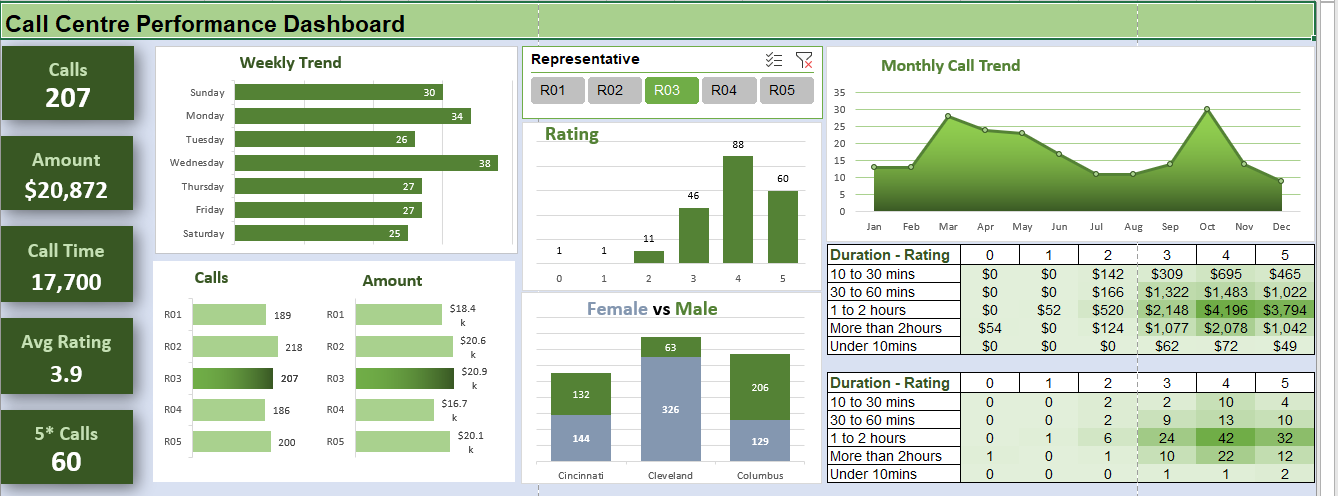 Call Centre Performance Dashboard
Calls
207
Amount
$20,872
Call Time
17,700
Avg Rating
3.9
5* Calls
60
Weekly Trend
Sunday 30
Monday 34
Tuesday 26
Wednesday 38
Thursday 27
Friday 27
Saturday 25
Calls
R01 189
R02 218
R03 207
R04 186
R05 200
Amount
R01 $18.4 k
R02 $20.6 k
R03 $20.9 k
R04 $16.7 k
R05 $20.1 k
Representative
R01 R02 R03 R04 R05
Rating
1 1 11 46 88 60
0 1 2 3 4 5
Female vs Male
132 63 206
144 326 129
Cincinnati Cleveland Columbus
Monthly Call Trend
35
30
25
20
15
10
5
0
Jan Feb Mar Apr May Jun Jul Aug Sep Oct Nov Dec
Duration - Rating 0 1 2 3 4 5
10 to 30 mins $0 $0 $142 $309 $695 $465
30 to 60 mins $0 $0 $166 $1,322 $1,483 $1,022
1 to 2 hours $0 $52 $520 $2,148 $4,196 $3,794
More than 2hours $54 $0 $124 $1,077 $2,078 $1,042
Under 10mins $0 $0 $0 $62 $72 $49
Duration - Rating 0 1 2 3 4 5
10 to 30 mins 0 0 2 2 10 4
30 to 60 mins 0 0 2 9 13 10
1 to 2 hours 0 1 6 24 42 32
More than 2hours 1 0 1 10 22 12
Under 10mins 0 0 0 1 1 2